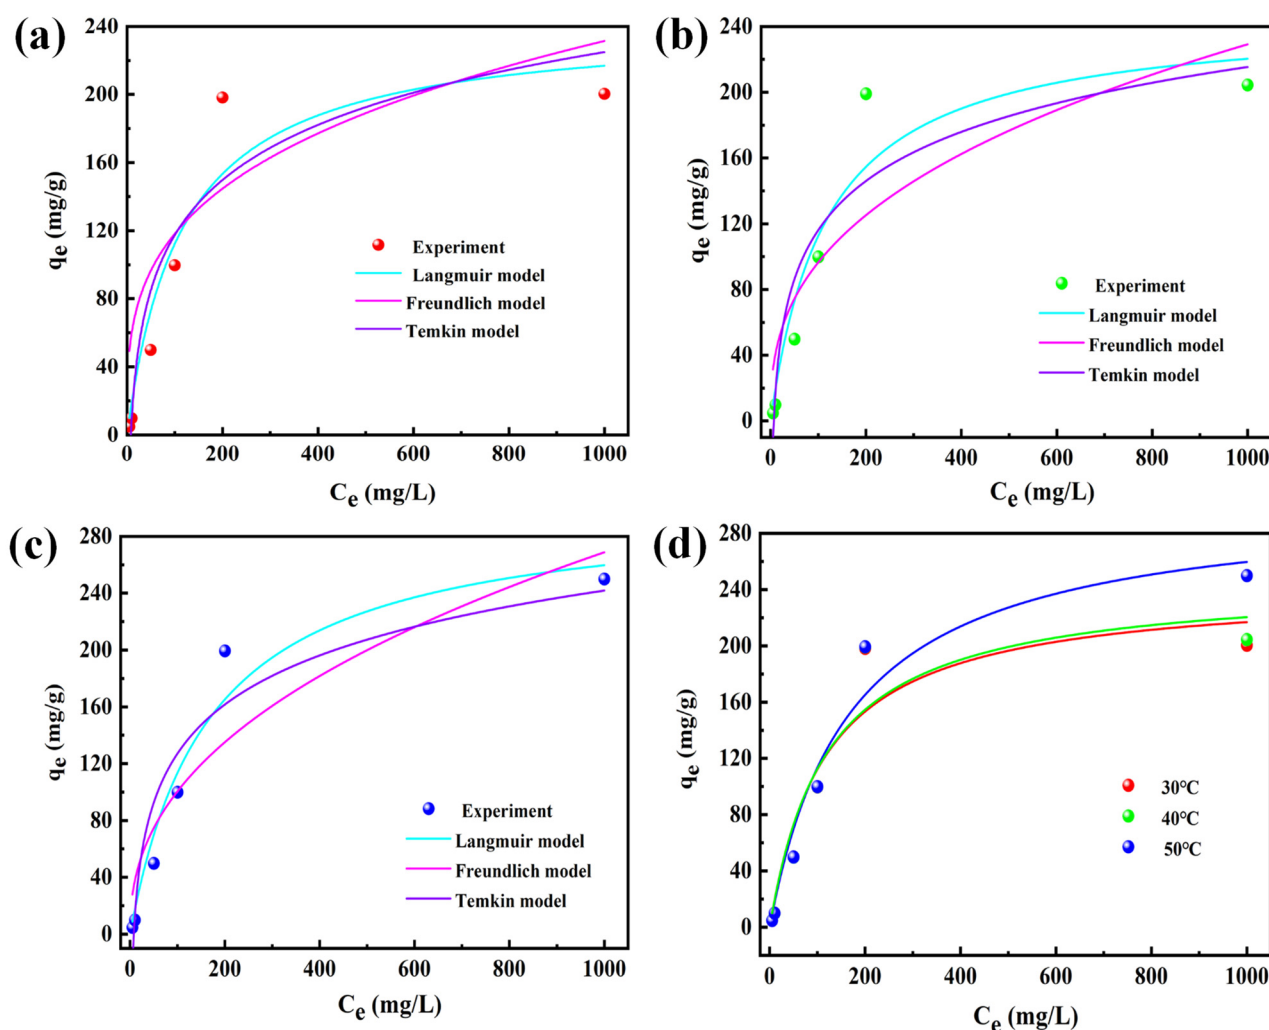 (a)
240
200
160
120
80
40
0
0 200 400 600 800 1000
qe (mg/g)
Ce (mg/L)
Experiment
Langmuir model
Freundlich model
Temkin model
(b)
240
200
160
120
80
40
0
0 200 400 600 800 1000
qe (mg/g)
Ce (mg/L)
Experiment
Langmuir model
Freundlich model
Temkin model
(c)
280
240
200
160
120
80
40
0
0 200 400 600 800 1000
qe (mg/g)
Ce (mg/L)
Experiment
Langmuir model
Freundlich model
Temkin model
(d)
280
240
200
160
120
80
40
0
0 200 400 600 800 1000
qe (mg/g)
Ce (mg/L)
30°C
40°C
50°C